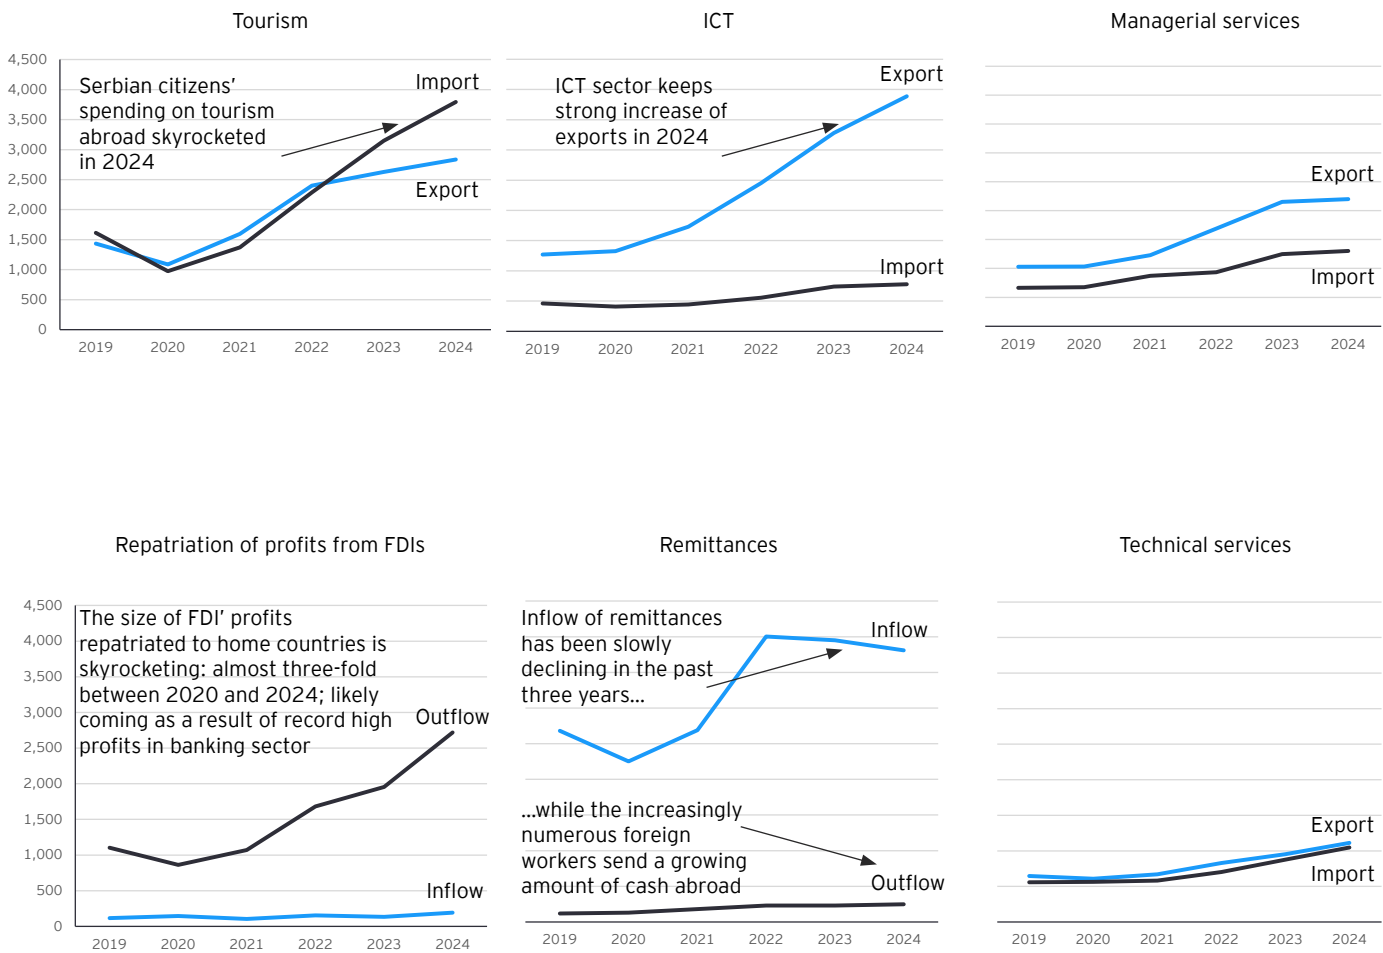 Tourism
4,500
4,000
3,500
3,000
2,500
2,000
1,500
1,000
500
0
Serbian citizens’
spending on tourism
abroad skyrocketed
in 2024
Import
Export
2019 2020 2021 2022 2023 2024
ICT
ICT sector keeps
strong increase of
exports in 2024
Export
Import
2019 2020 2021 2022 2023 2024
Managerial services
Export
Import
2019 2020 2021 2022 2023 2024
Repatriation of profits from FDIs
4,500
4,000
3,500
3,000
2,500
2,000
1,500
1,000
500
0
The size of FDI’ profits
repatriated to home countries is
skyrocketing: almost three-fold
between 2020 and 2024; likely
coming as a result of record high
profits in banking sector
Outflow
Inflow
2019 2020 2021 2022 2023 2024
Remittances
Inflow of remittances
has been slowly
declining in the past
three years...
Inflow
...while the increasingly
numerous foreign
workers send a growing
amount of cash abroad
Outflow
2019 2020 2021 2022 2023 2024
Technical services
Export
Import
2019 2020 2021 2022 2023 2024